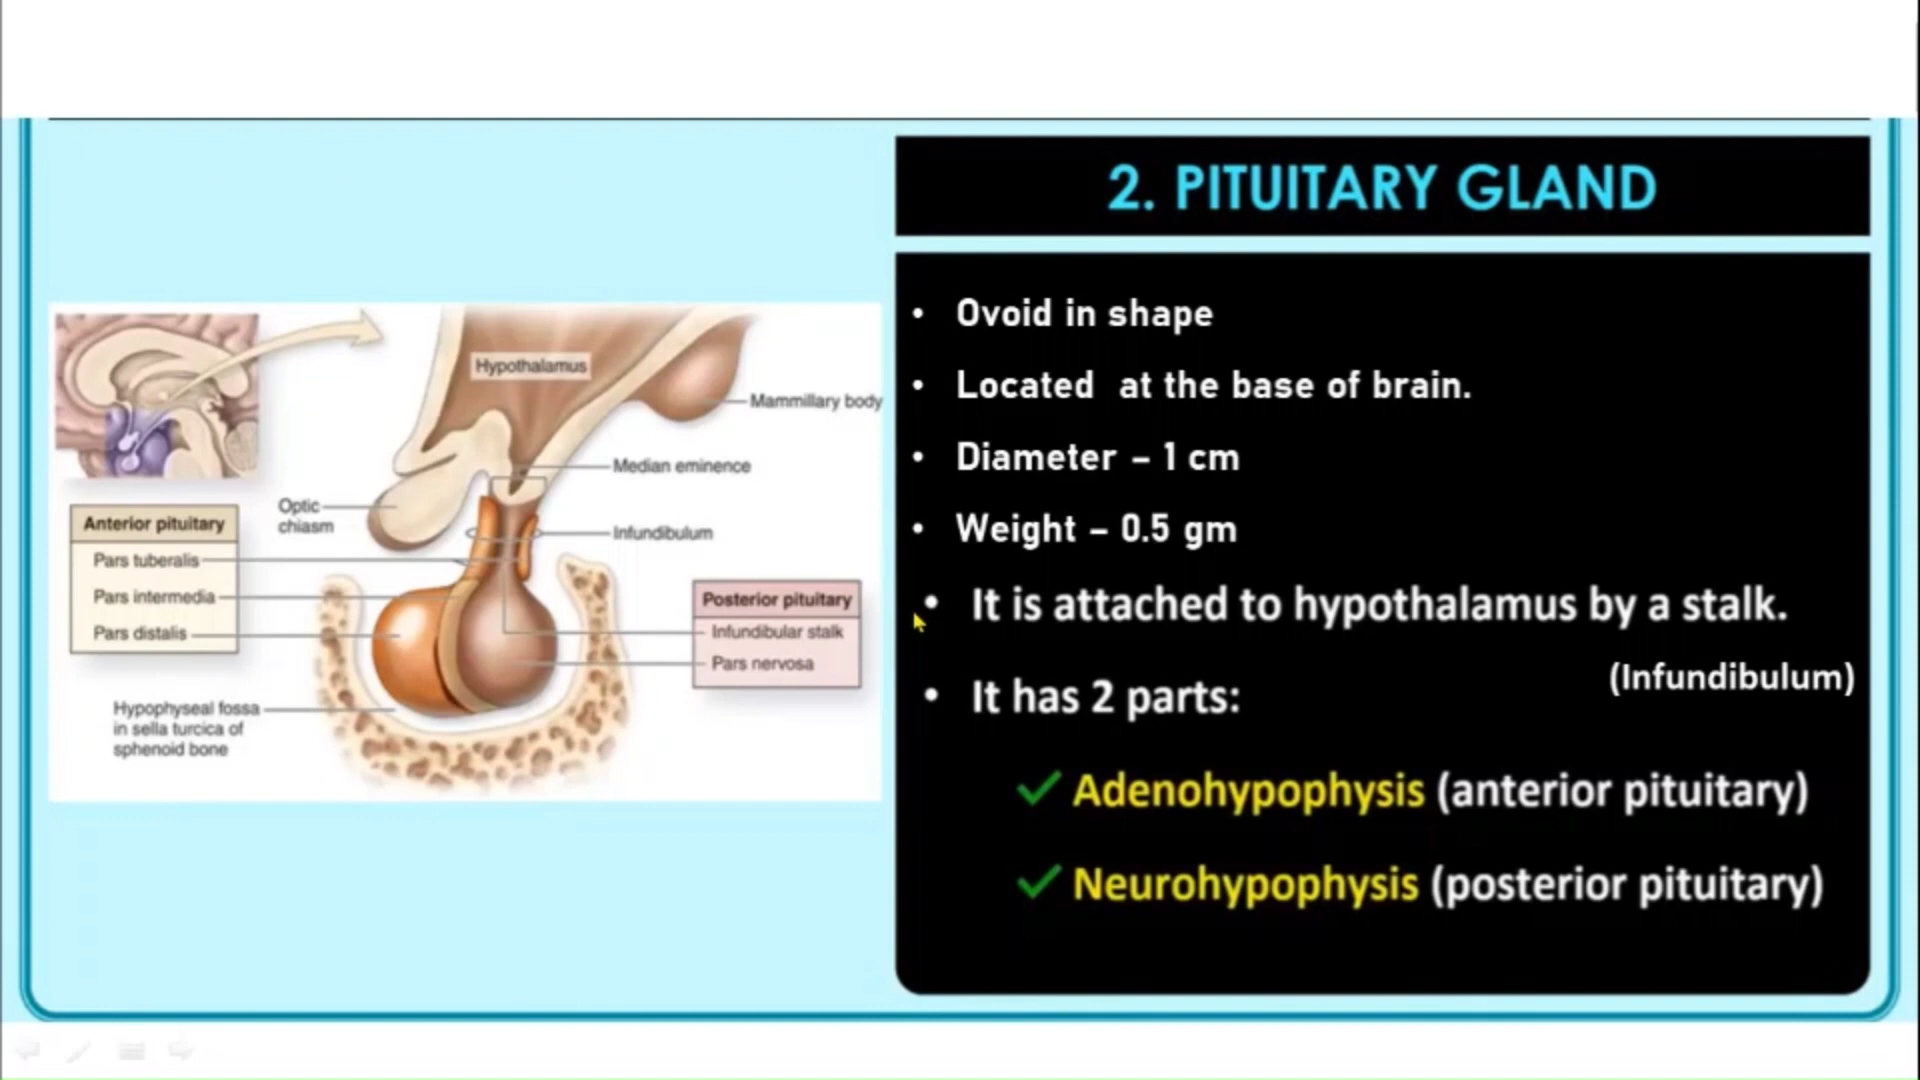 2. PITUITARY GLAND
• Ovoid in shape
• Located at the base of brain.
• Diameter – 1 cm
• Weight – 0.5 gm
• It is attached to hypothalamus by a stalk.
(Infundibulum)
• It has 2 parts:
✓ Adenohypophysis (anterior pituitary)
✓ Neurohypophysis (posterior pituitary)
Hypothalamus
Mammillary body
Median eminence
Optic
chiasm
Infundibulum
Anterior pituitary
Pars tuberalis
Pars intermedia
Pars distalis
Posterior pituitary
Infundibular stalk
Pars nervosa
Hypophyseal fossa
in sella turcica of
sphenoid bone